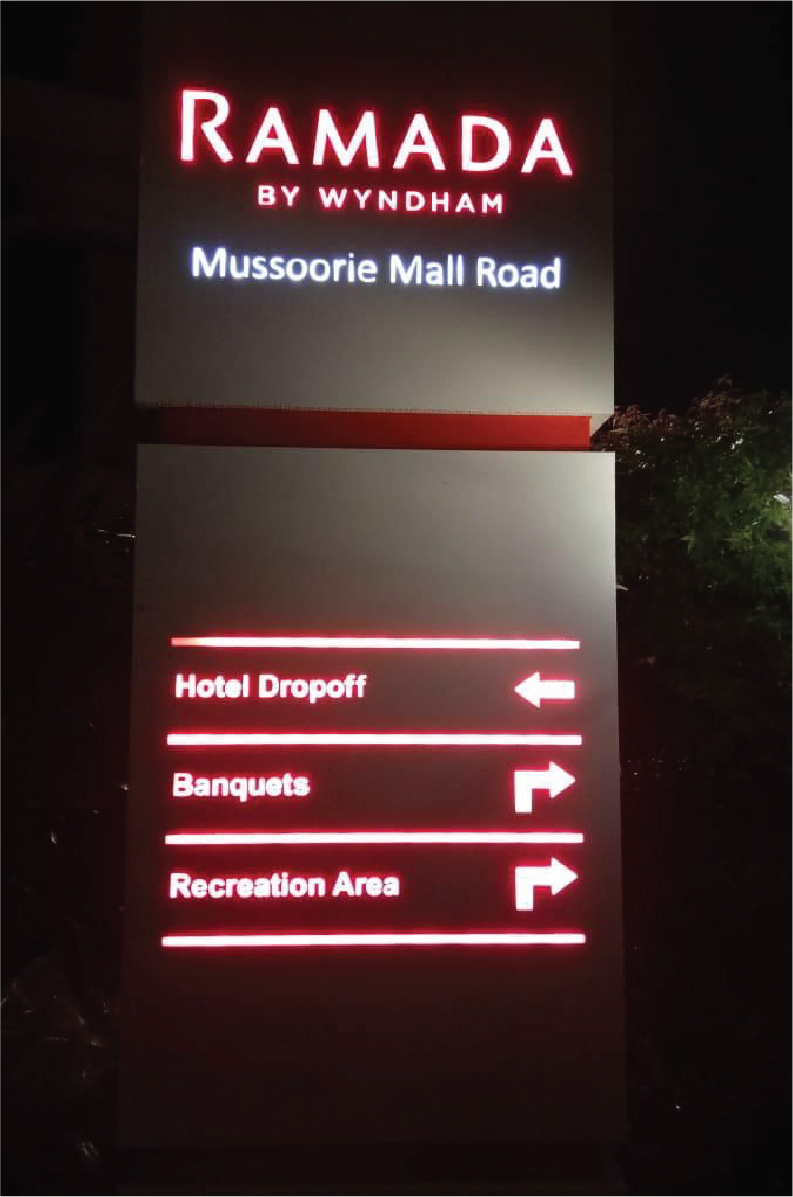 RAMADA
BY WYNDHAM
Mussoorie Mall Road
Hotel Dropoff
Banquets
Recreation Area